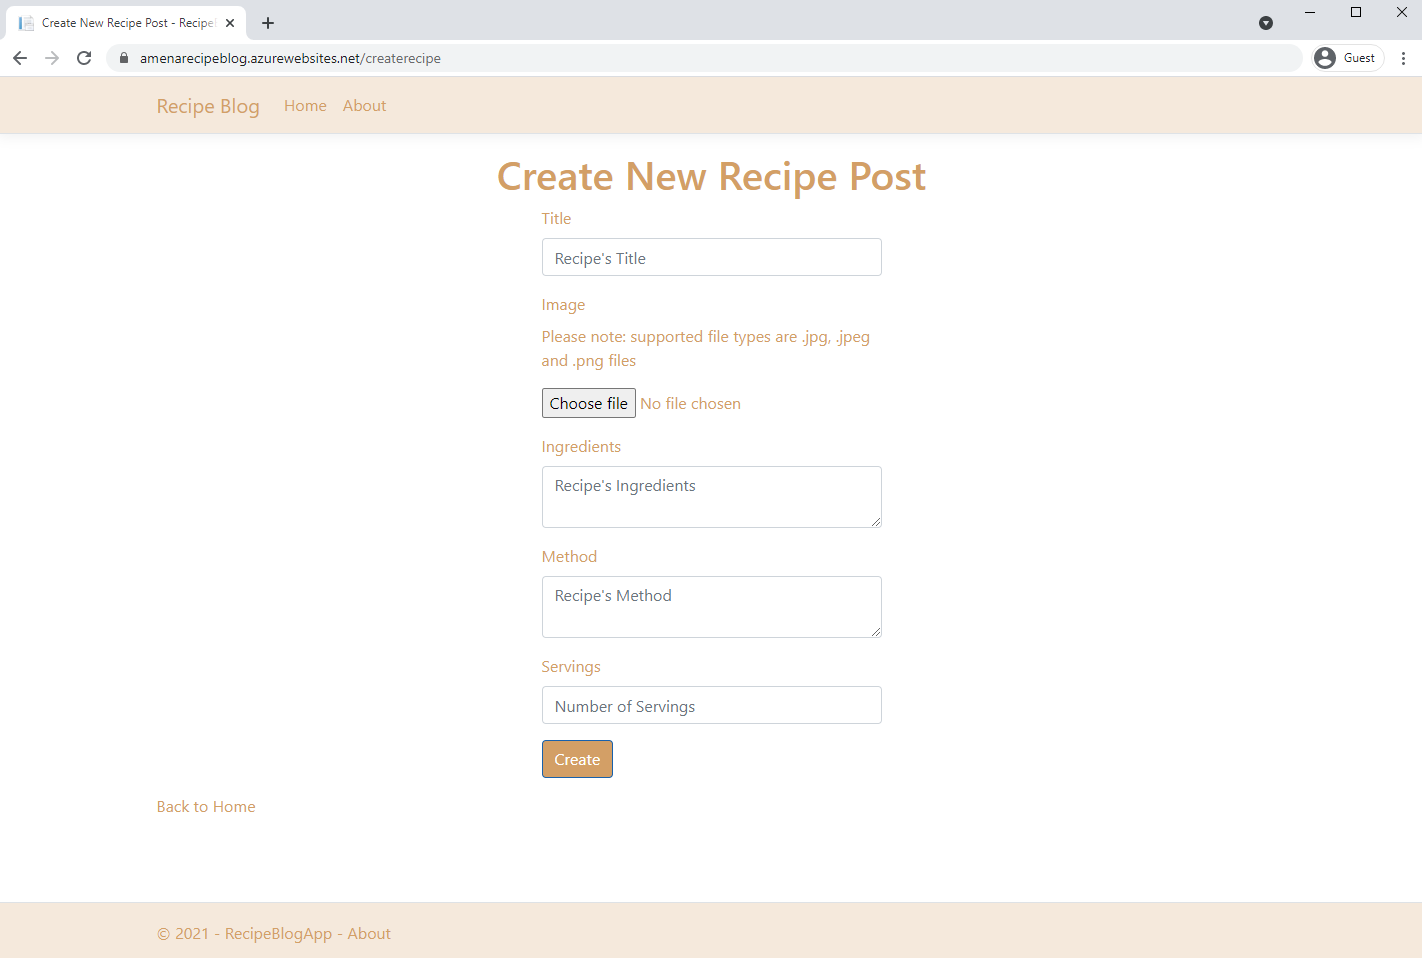 Create New Recipe Post - Recipe
amenarecipeblog.azurewebsites.net/createrecipe
Guest
Recipe Blog Home About
Create New Recipe Post
Title
Recipe's Title
Image
Please note: supported file types are .jpg, .jpeg
and .png files
Choose file No file chosen
Ingredients
Recipe's Ingredients
Method
Recipe's Method
Servings
Number of Servings
Create
Back to Home
© 2021 - RecipeBlogApp - About